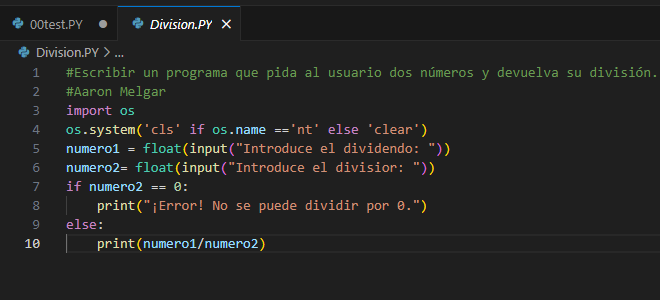 00test.PY
Division.PY
Division.PY > ...
1 #Escribir un programa que pida al usuario dos números y devuelva su división.
2 #Aaron Melgar
3 import os
4 os.system('cls' if os.name =='nt' else 'clear')
5 numero1 = float(input("Introduce el dividendo: "))
6 numero2= float(input("Introduce el divisior: "))
7 if numero2 == 0:
8     print("¡Error! No se puede dividir por 0.")
9 else:
10     print(numero1/numero2)